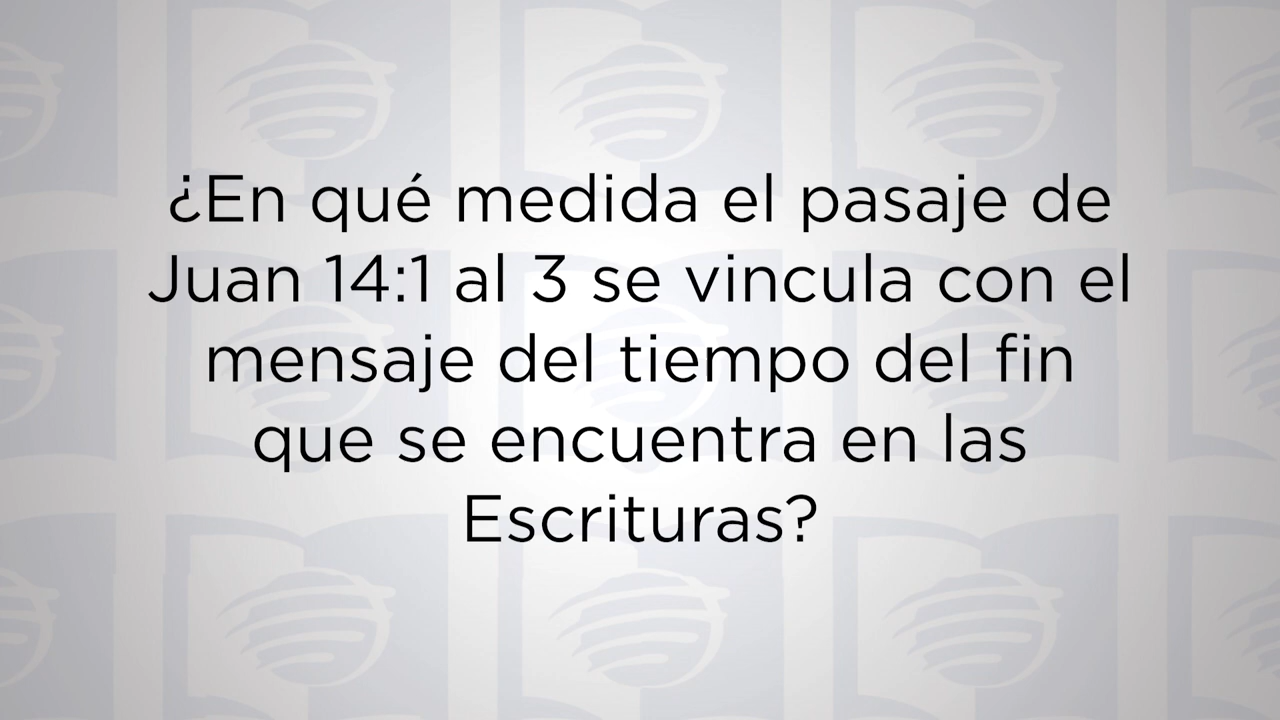 ¿En qué medida el pasaje de
Juan 14:1 al 3 se vincula con el
mensaje del tiempo del fin
que se encuentra en las
Escrituras?